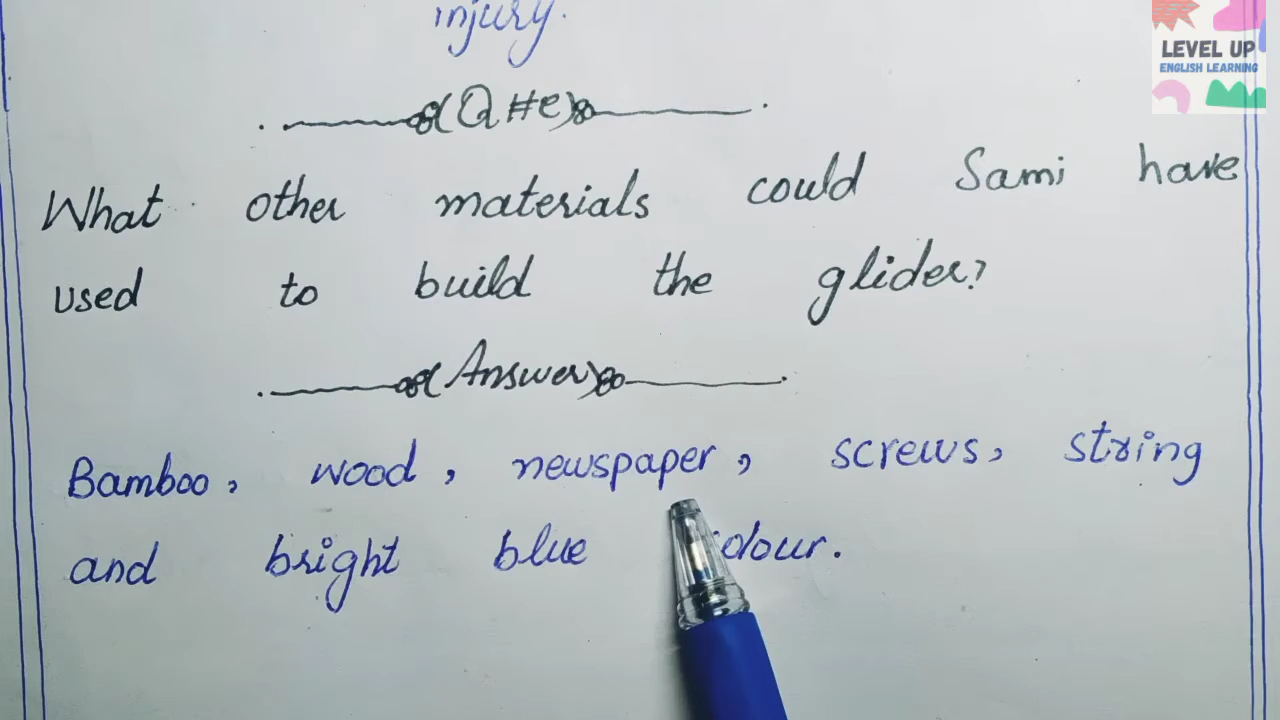 injury.
LEVEL UP
ENGLISH LEARNING
(Q#e)
What other materials could Sami have
used to build the glider?
(Answer)
Bamboo, wood, newspaper, screws, string
and bright blue colour.